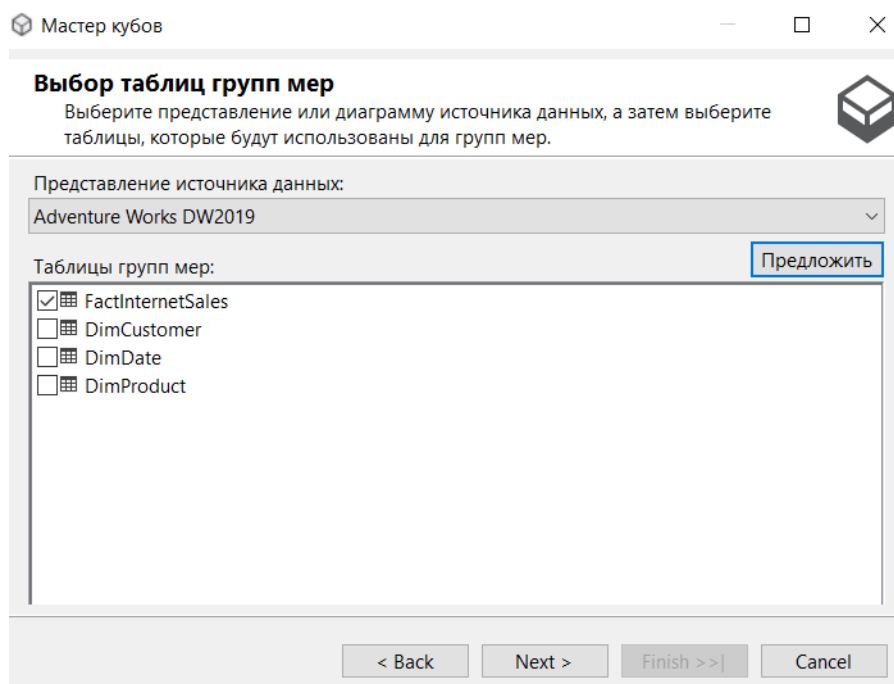 Мастер кубов
Выбор таблиц групп мер
Выберите представление или диаграмму источника данных, а затем выберите
таблицы, которые будут использованы для групп мер.
Представление источника данных:
Adventure Works DW2019
Таблицы групп мер:
Предложить
FactInternetSales
DimCustomer
DimDate
DimProduct
< Back
Next >
Finish >>|
Cancel